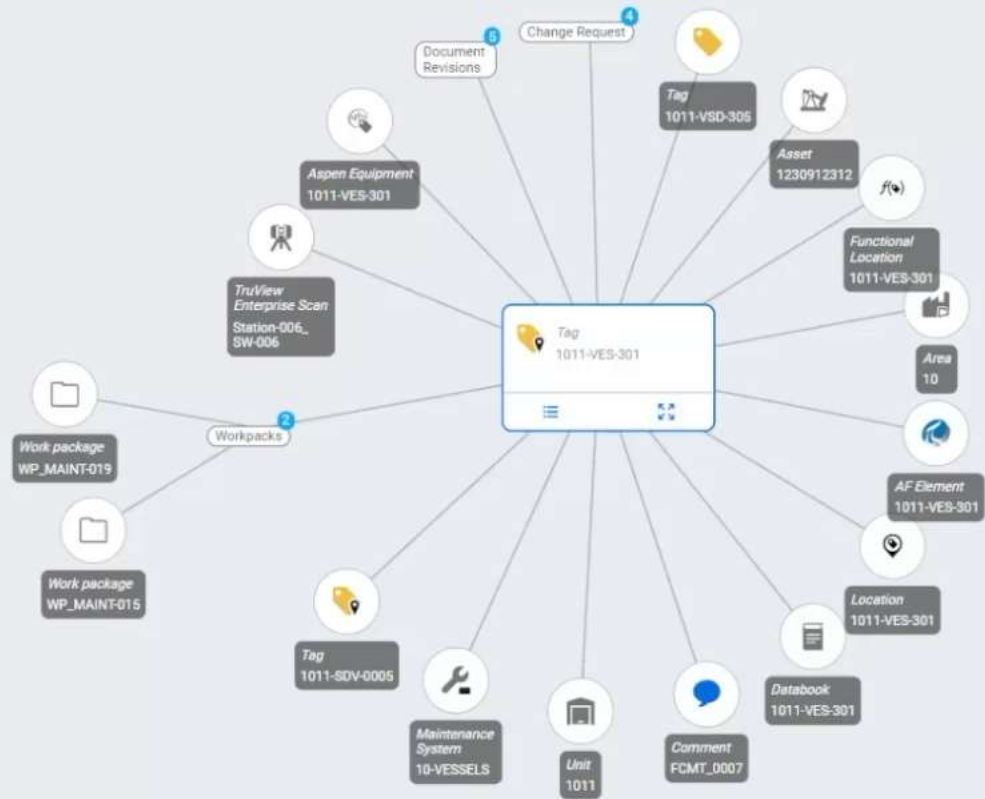 4
Change Request
5
Document
Revisions
Tag
1011-VSD-305
Asset
1230912312
Aspen Equipment
1011-VES-301
f(
Functional
Location
1011-VES-301
TruView
Enterprise Scan
Station-006_
SW-006
Tag
1011-VES-301
Area
10
2
Workpacks
Work package
WP_MAINT-019
AF Element
1011-VES-301
Work package
WP_MAINT-015
Location
1011-VES-301
Tag
1011-SDV-0005
Databook
1011-VES-301
Maintenance
System
10-VESSELS
Comment
FCMT_0007
Unit
1011